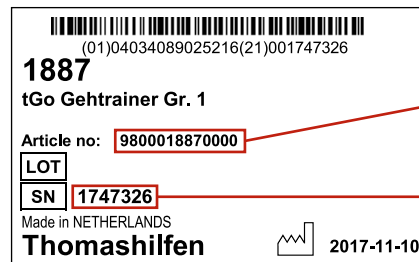 (01)04034089025216(21)001747326
1887
tGo Gehtrainer Gr. 1
Article no: 9800018870000
LOT
SN 1747326
Made in NETHERLANDS
Thomashilfen 2017-11-10